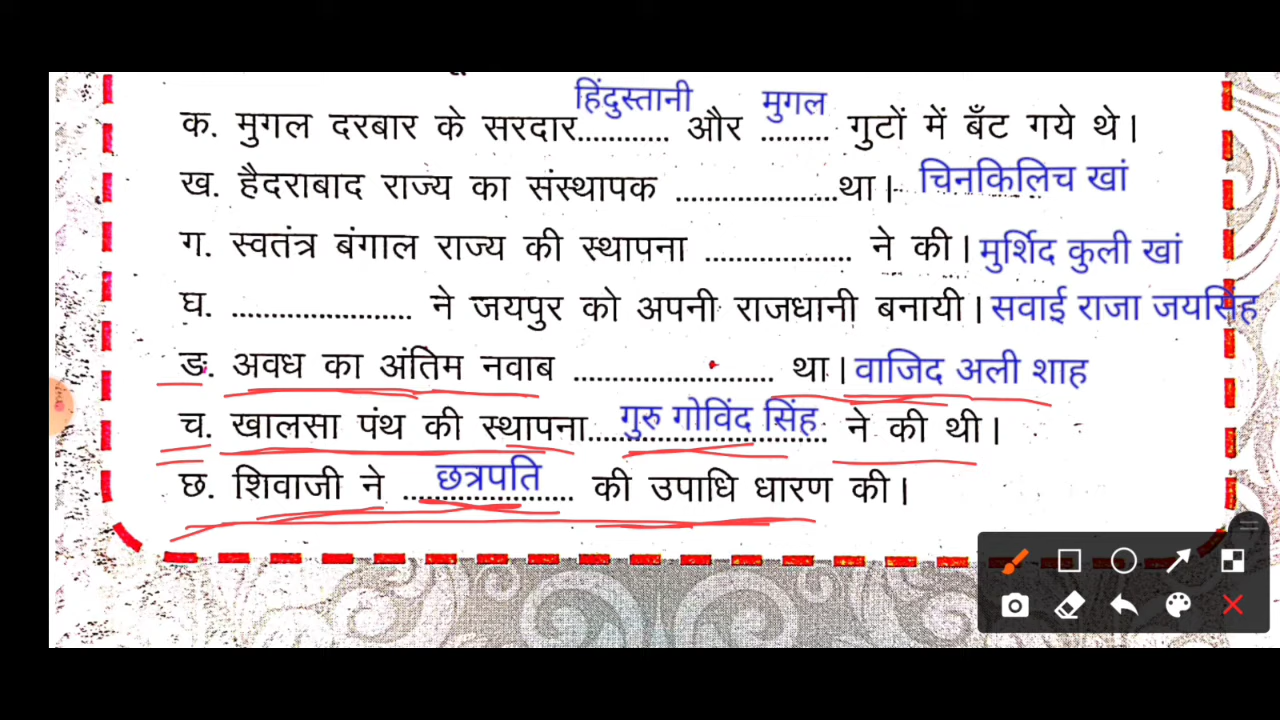 हिंदुस्तानी मुगल
क. मुगल दरबार के सरदार............ और ......... गुटों में बँट गये थे।
ख. हैदराबाद राज्य का संस्थापक .....................था। चिनकिलिच खां
ग. स्वतंत्र बंगाल राज्य की स्थापना ................... ने की। मुर्शिद कुली खां
घ. ....................... ने जयपुर को अपनी राजधानी बनायी। सवाई राजा जयसिंह
ङ. अवध का अंतिम नवाब ......................... था। वाजिद अली शाह
च. खालसा पंथ की स्थापना....गुरु गोविंद सिंह.. ने की थी।
छ. शिवाजी ने ..छत्रपति.... की उपाधि धारण की।